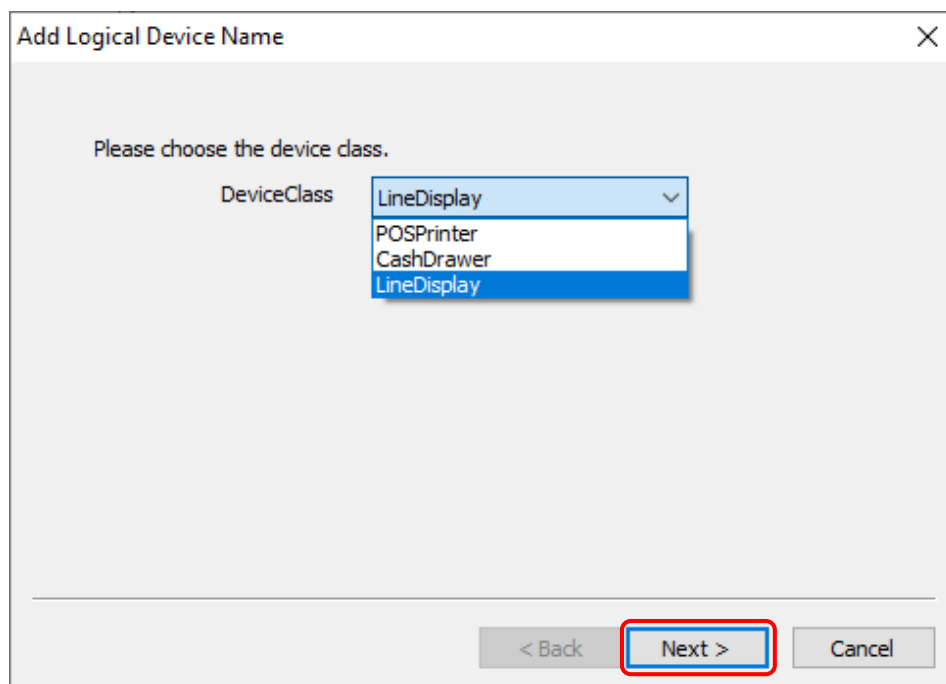 Add Logical Device Name
Please choose the device class.
DeviceClass LineDisplay
POSPrinter
CashDrawer
LineDisplay
< Back Next > Cancel